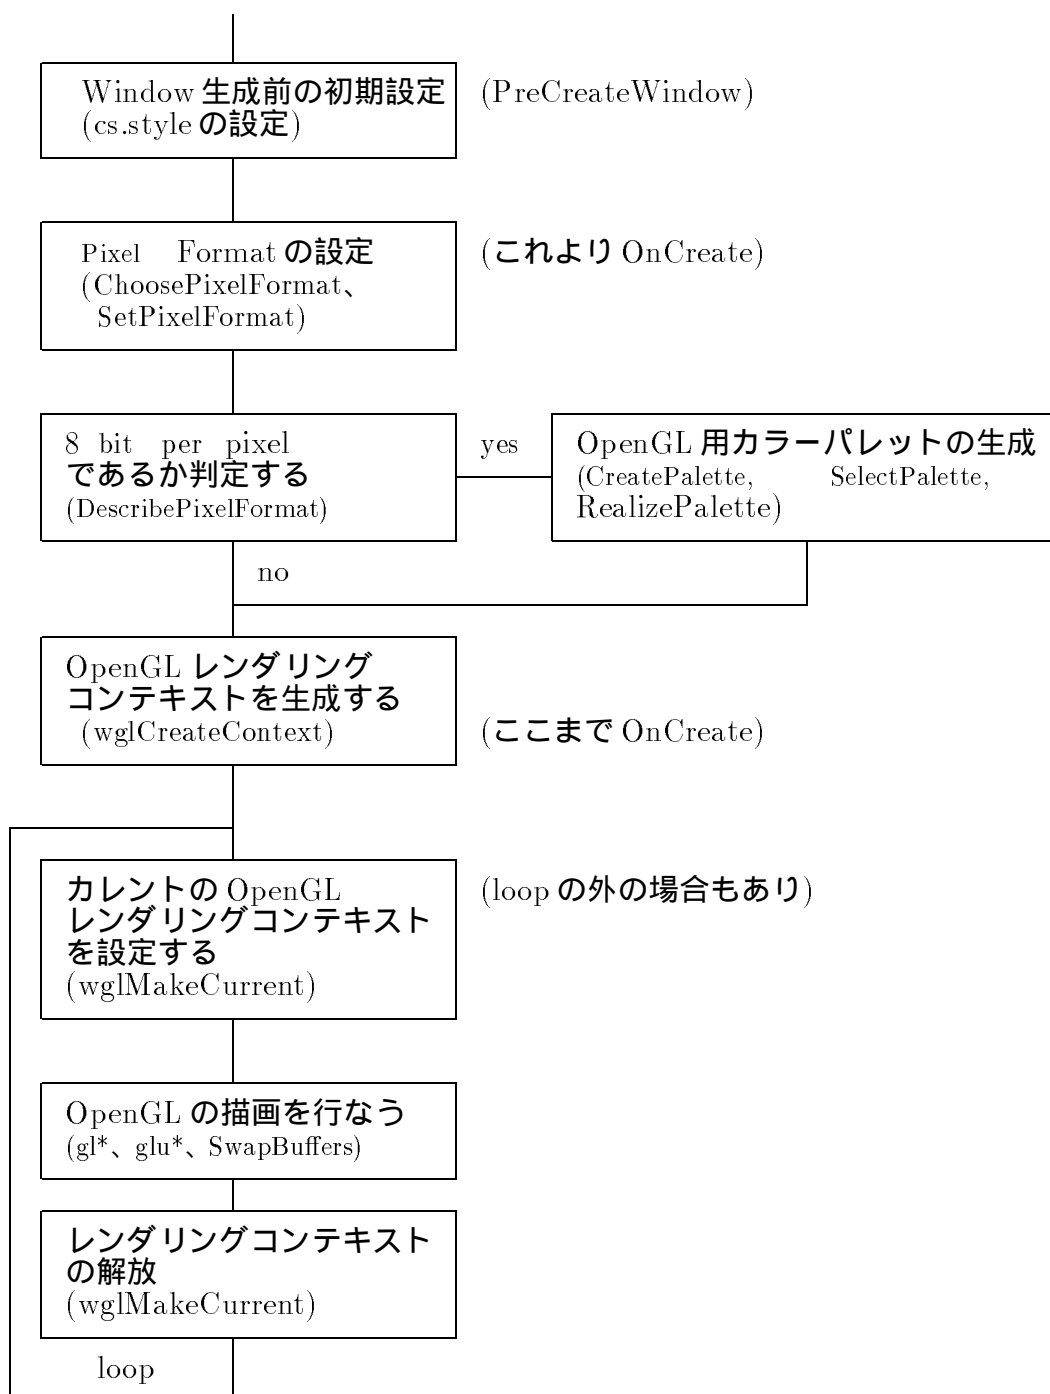 Window 生成前の初期設定
(cs.style の設定)
(PreCreateWindow)
Pixel Format の設定
(ChoosePixelFormat、
SetPixelFormat)
(これより OnCreate)
8 bit per pixel
であるか判定する
(DescribePixelFormat)
yes
OpenGL 用カラーパレットの生成
(CreatePalette, SelectPalette,
RealizePalette)
no
OpenGL レンダリング
コンテキストを生成する
(wglCreateContext)
(ここまで OnCreate)
カレントの OpenGL
レンダリングコンテキスト
を設定する
(wglMakeCurrent)
(loop の外の場合もあり)
OpenGL の描画を行なう
(gl*、glu*、SwapBuffers)
レンダリングコンテキスト
の解放
(wglMakeCurrent)
loop